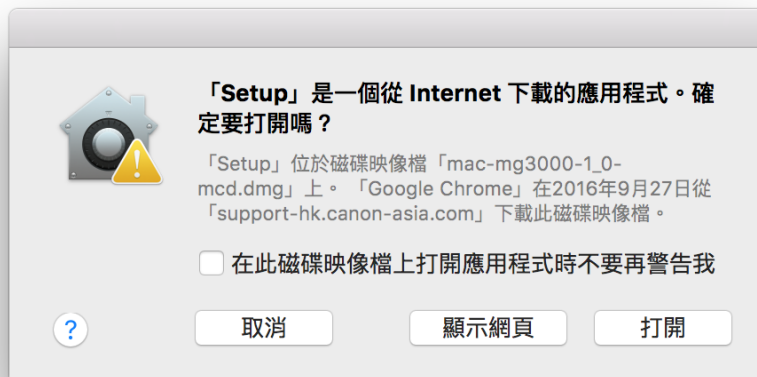 「Setup」是一個從 Internet 下載的應用程式。確
定要打開嗎？
「Setup」位於磁碟映像檔「mac-mg3000-1_0-
mcd.dmg」上。 「Google Chrome」在2016年9月27日從
「support-hk.canon-asia.com」下載此磁碟映像檔。
在此磁碟映像檔上打開應用程式時不要再警告我
?
取消
顯示網頁
打開